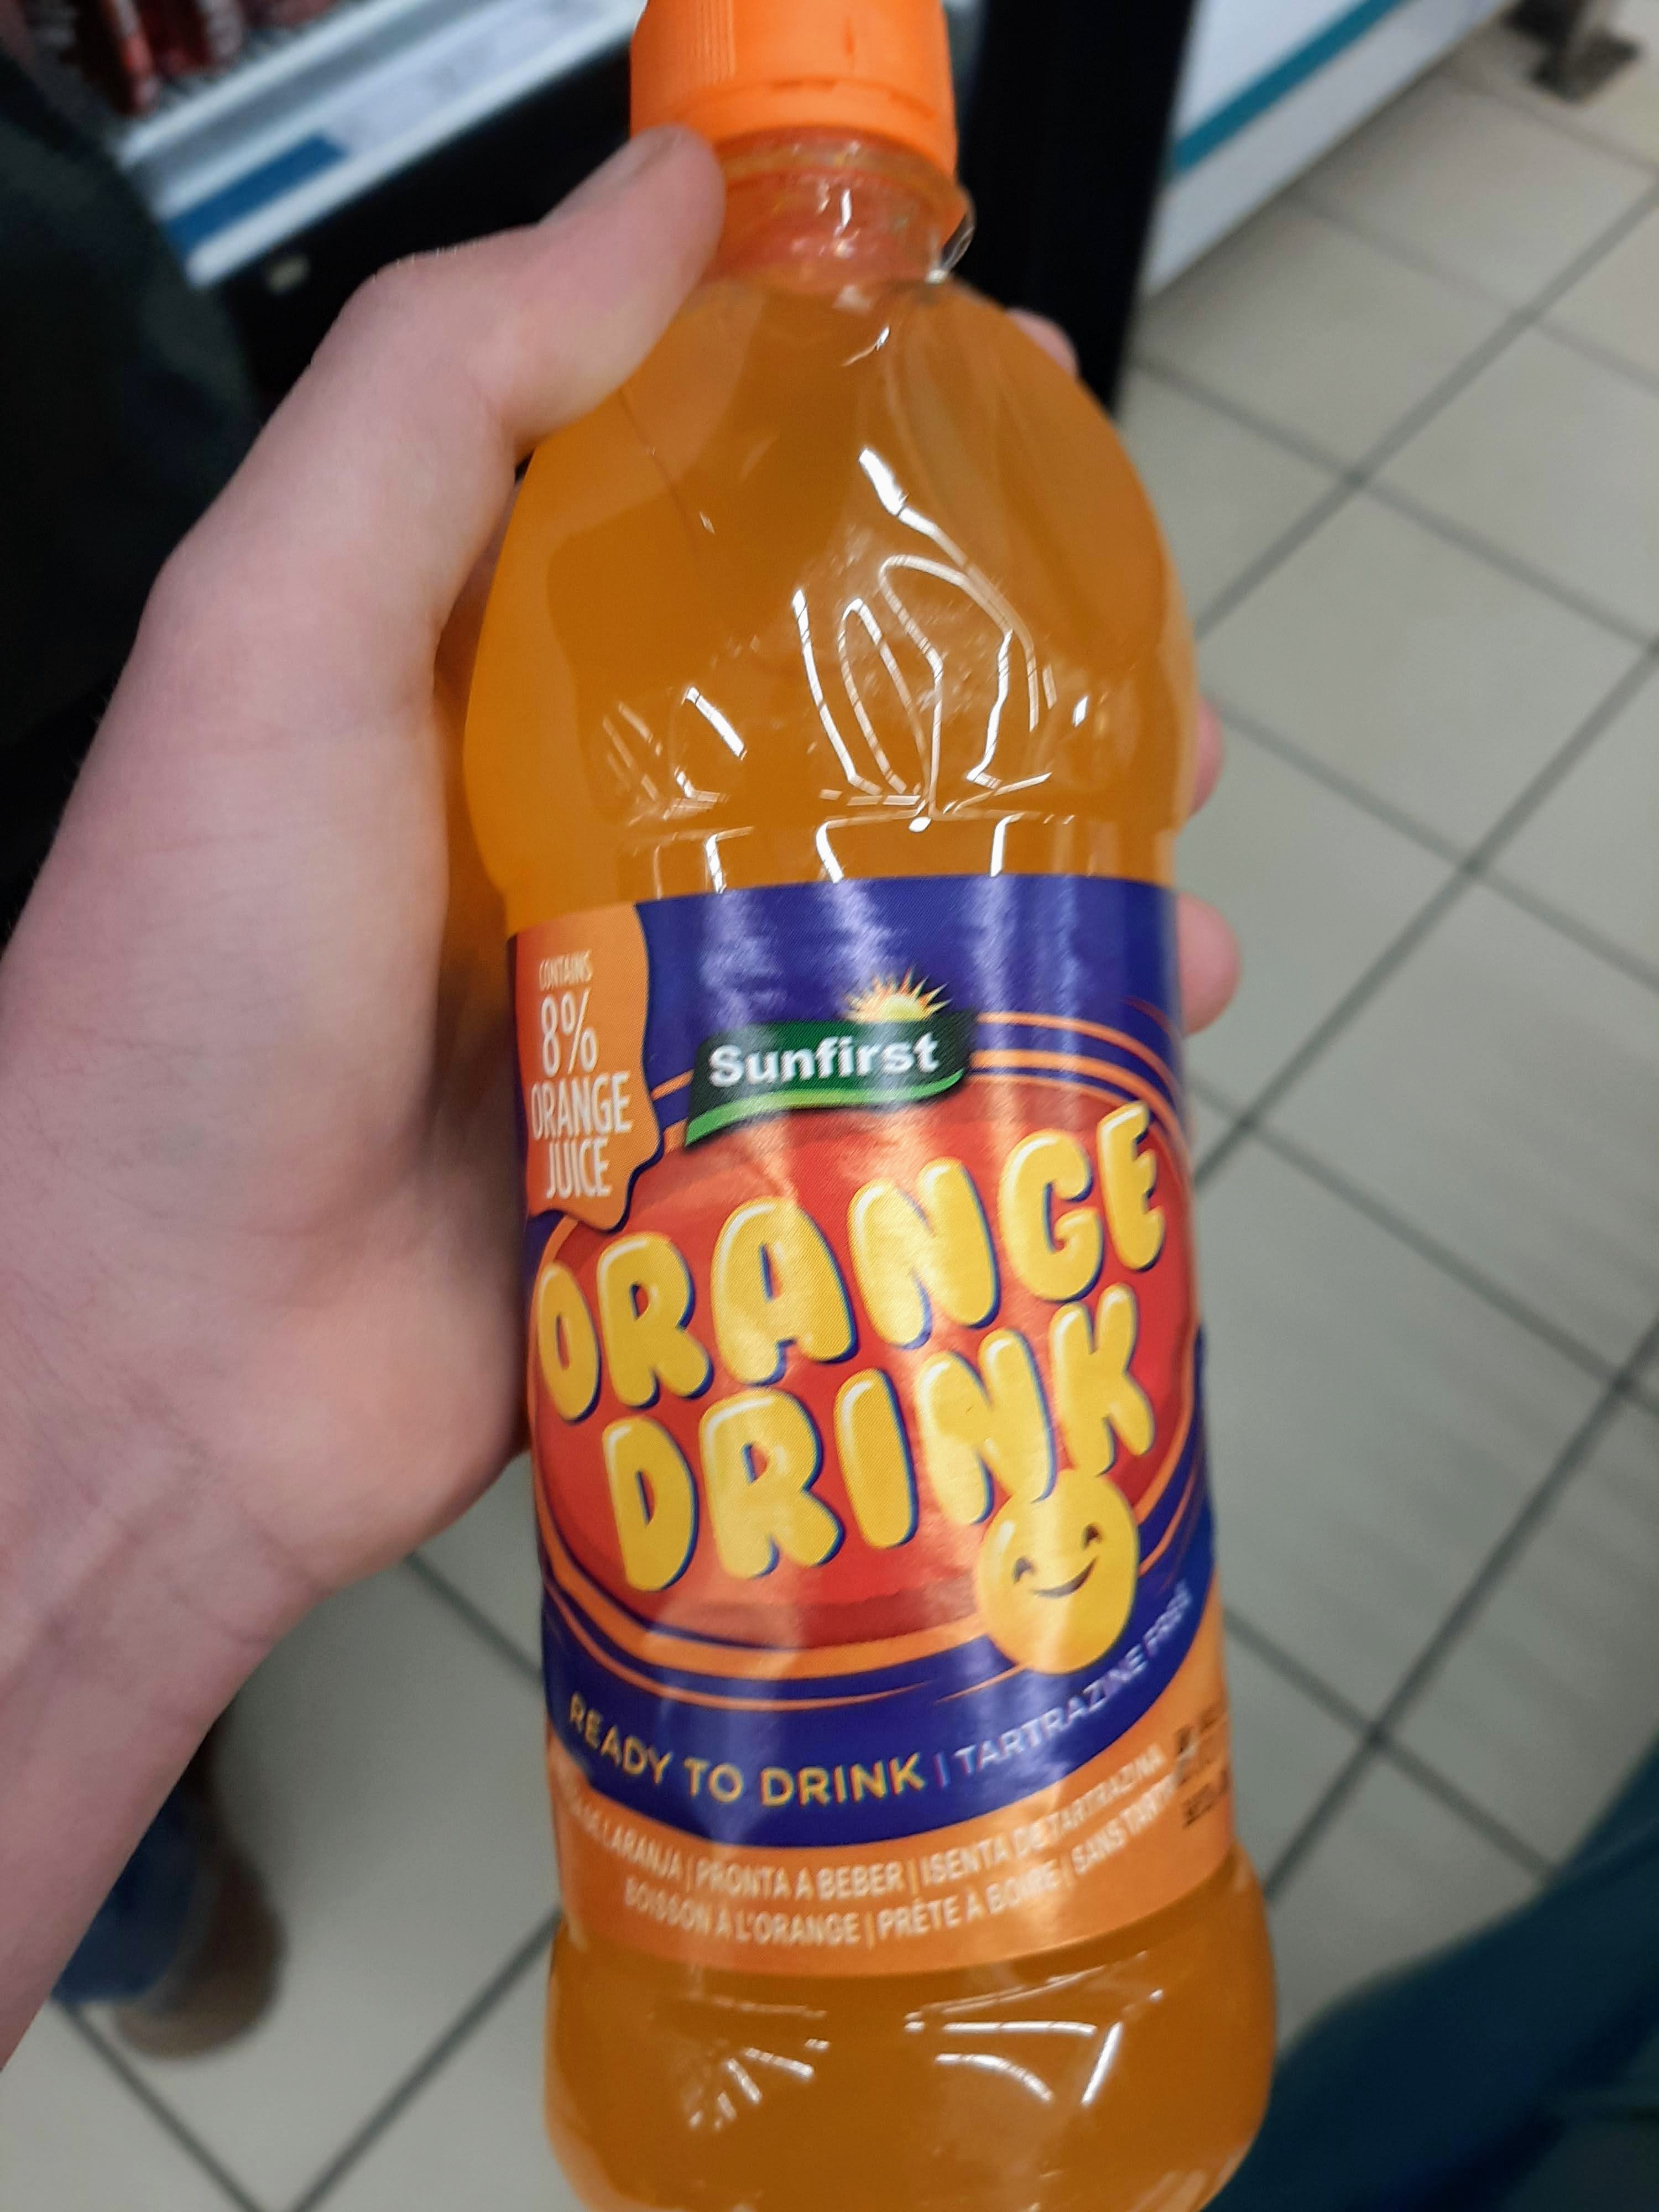 CONTAINS
8%
ORANGE
JUICE
Sunfirst
ORANGE
DRINK
READY TO DRINK | TARTRAZINE FREE
LARANJA | PRONTA A BEBER | ISENTA DE TARTRAZINA
BOISSON À L'ORANGE | PRÊTE À BOIRE | SANS